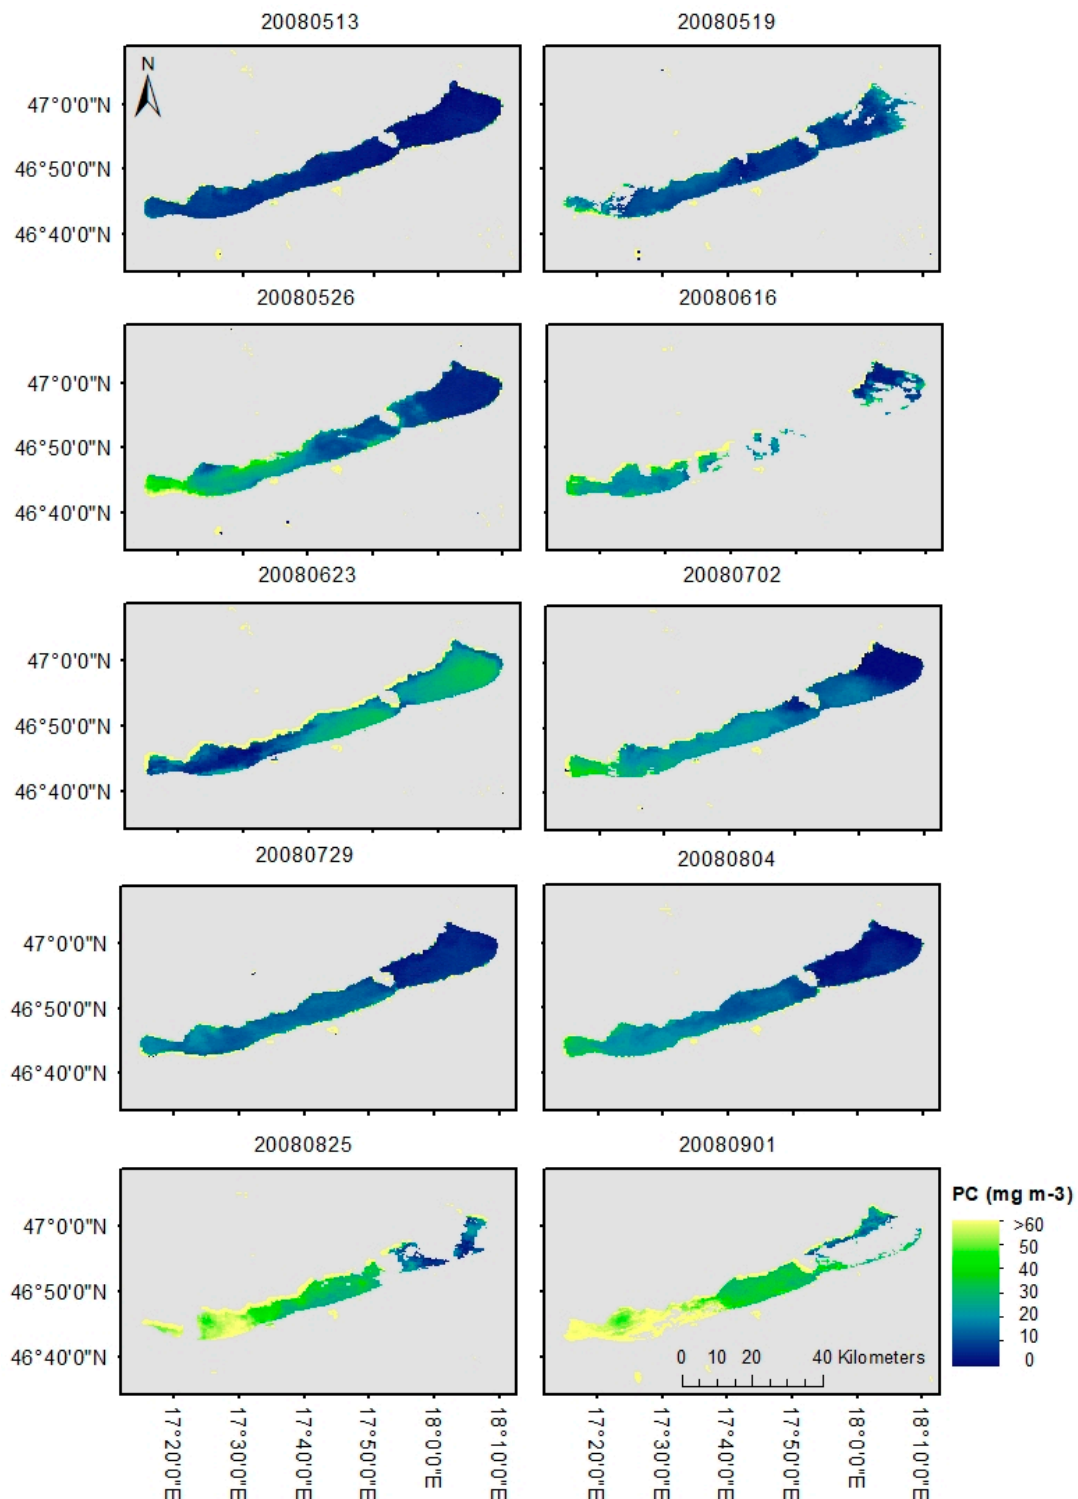 20080513
20080519
N
47°0'0"N
46°50'0"N
46°40'0"N
20080526
20080616
47°0'0"N
46°50'0"N
46°40'0"N
20080623
20080702
47°0'0"N
46°50'0"N
46°40'0"N
20080729
20080804
47°0'0"N
46°50'0"N
46°40'0"N
20080825
20080901
47°0'0"N
46°50'0"N
46°40'0"N
PC (mg m-3)
>60
50
40
30
20
10
0
0 10 20 40 Kilometers
17°20'0"E
17°30'0"E
17°40'0"E
17°50'0"E
18°0'0"E
18°10'0"E
17°20'0"E
17°30'0"E
17°40'0"E
17°50'0"E
18°0'0"E
18°10'0"E